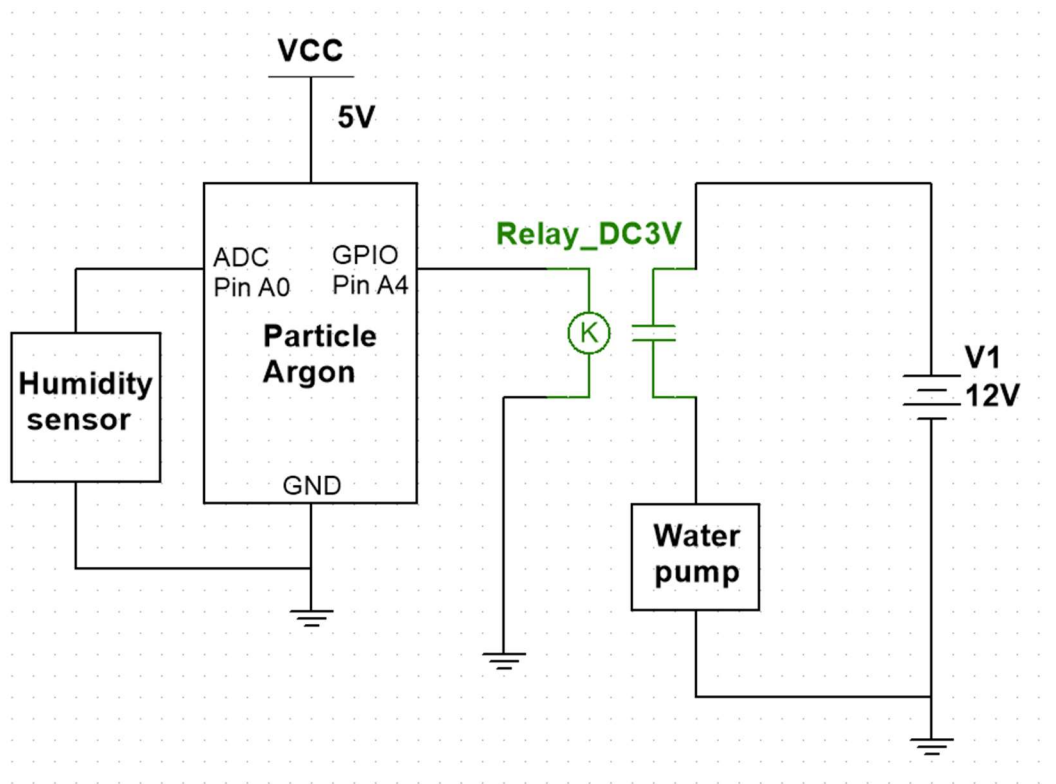 VCC
5V
Relay_DC3V
ADC
Pin A0
GPIO
Pin A4
Particle
Argon
K
Humidity
sensor
V1
12V
GND
Water
pump